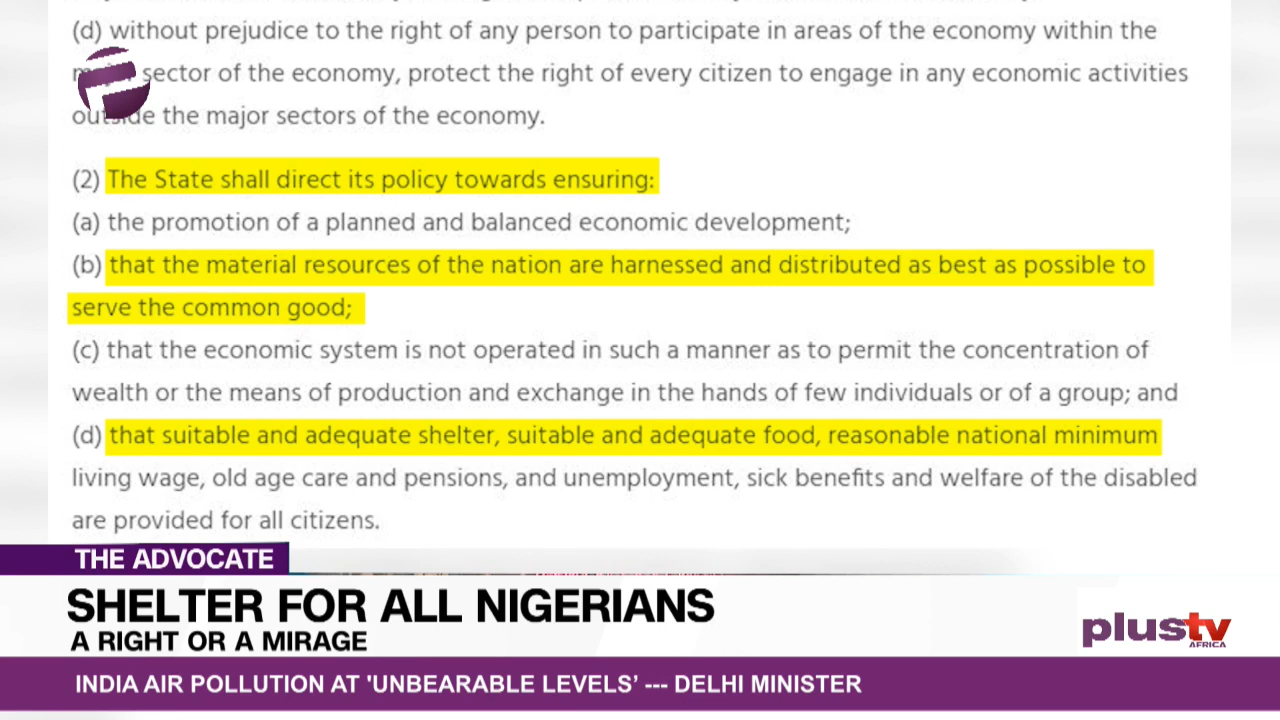 (d) without prejudice to the right of any person to participate in areas of the economy within the
sector of the economy, protect the right of every citizen to engage in any economic activities
outside the major sectors of the economy.
(2) The State shall direct its policy towards ensuring:
(a) the promotion of a planned and balanced economic development;
(b) that the material resources of the nation are harnessed and distributed as best as possible to
serve the common good;
(c) that the economic system is not operated in such a manner as to permit the concentration of
wealth or the means of production and exchange in the hands of few individuals or of a group; and
(d) that suitable and adequate shelter, suitable and adequate food, reasonable national minimum
living wage, old age care and pensions, and unemployment, sick benefits and welfare of the disabled
are provided for all citizens.
THE ADVOCATE
SHELTER FOR ALL NIGERIANS
A RIGHT OR A MIRAGE
plustv
AFRICA
INDIA AIR POLLUTION AT 'UNBEARABLE LEVELS’ --- DELHI MINISTER